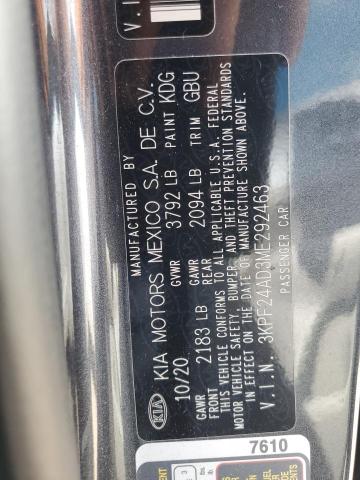 MANUFACTURED BY
KIA KIA MOTORS MEXICO S.A. DE C.V.
10/20 GVWR 3792 LB PAINT KDG
GAWR FRONT 2183 LB GAWR REAR 2094 LB TRIM GBU
THIS VEHICLE CONFORMS TO ALL APPLICABLE U.S.A. FEDERAL
MOTOR VEHICLE SAFETY, BUMPER, AND THEFT PREVENTION STANDARDS
IN EFFECT ON THE DATE OF MANUFACTURE SHOWN ABOVE.
V.I.N. 3KPF24AD3ME292463
PASSENGER CAR
7610